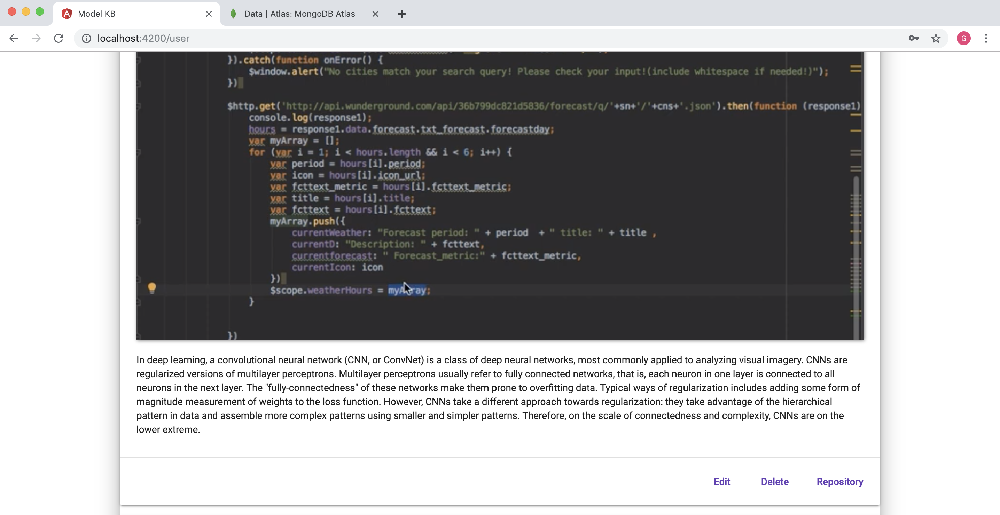 Model KB
Data | Atlas: MongoDB Atlas
localhost:4200/user
G
}).catch(function onError() {
$window.alert("No cities match your search query! Please check your input!(include whitespace if needed!)");
})
$http.get('http://api.wunderground.com/api/36b799dc821d5836/forecast/q/'+sn+'/'+cns+'.json').then(function (response1)
console.log(response1);
hours = response1.data.forecast.txt_forecast.forecastday;
var myArray = [];
for (var i = 1; i < hours.length && i < 6; i++) {
var period = hours[i].period;
var icon = hours[i].icon_url;
var fcttext_metric = hours[i].fcttext_metric;
var title = hours[i].title;
var fcttext = hours[i].fcttext;
myArray.push({
currentWeather: "Forecast period: " + period  + " title: " + title ,
currentD: "Description: " + fcttext,
currentforecast: " Forecast_metric:" + fcttext_metric,
currentIcon: icon
})
$scope.weatherHours = myArray;
}
})
In deep learning, a convolutional neural network (CNN, or ConvNet) is a class of deep neural networks, most commonly applied to analyzing visual imagery. CNNs are
regularized versions of multilayer perceptrons. Multilayer perceptrons usually refer to fully connected networks, that is, each neuron in one layer is connected to all
neurons in the next layer. The "fully-connectedness" of these networks make them prone to overfitting data. Typical ways of regularization includes adding some form of
magnitude measurement of weights to the loss function. However, CNNs take a different approach towards regularization: they take advantage of the hierarchical
pattern in data and assemble more complex patterns using smaller and simpler patterns. Therefore, on the scale of connectedness and complexity, CNNs are on the
lower extreme.
Edit Delete Repository